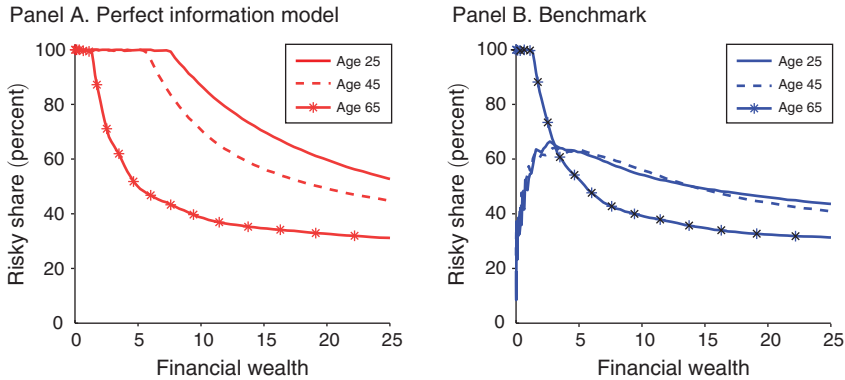 Panel A. Perfect information model
Risky share (percent)
100
80
60
40
20
0
Age 25
Age 45
Age 65
0 5 10 15 20 25
Financial wealth
Panel B. Benchmark
Risky share (percent)
100
80
60
40
20
0
Age 25
Age 45
Age 65
0 5 10 15 20 25
Financial wealth